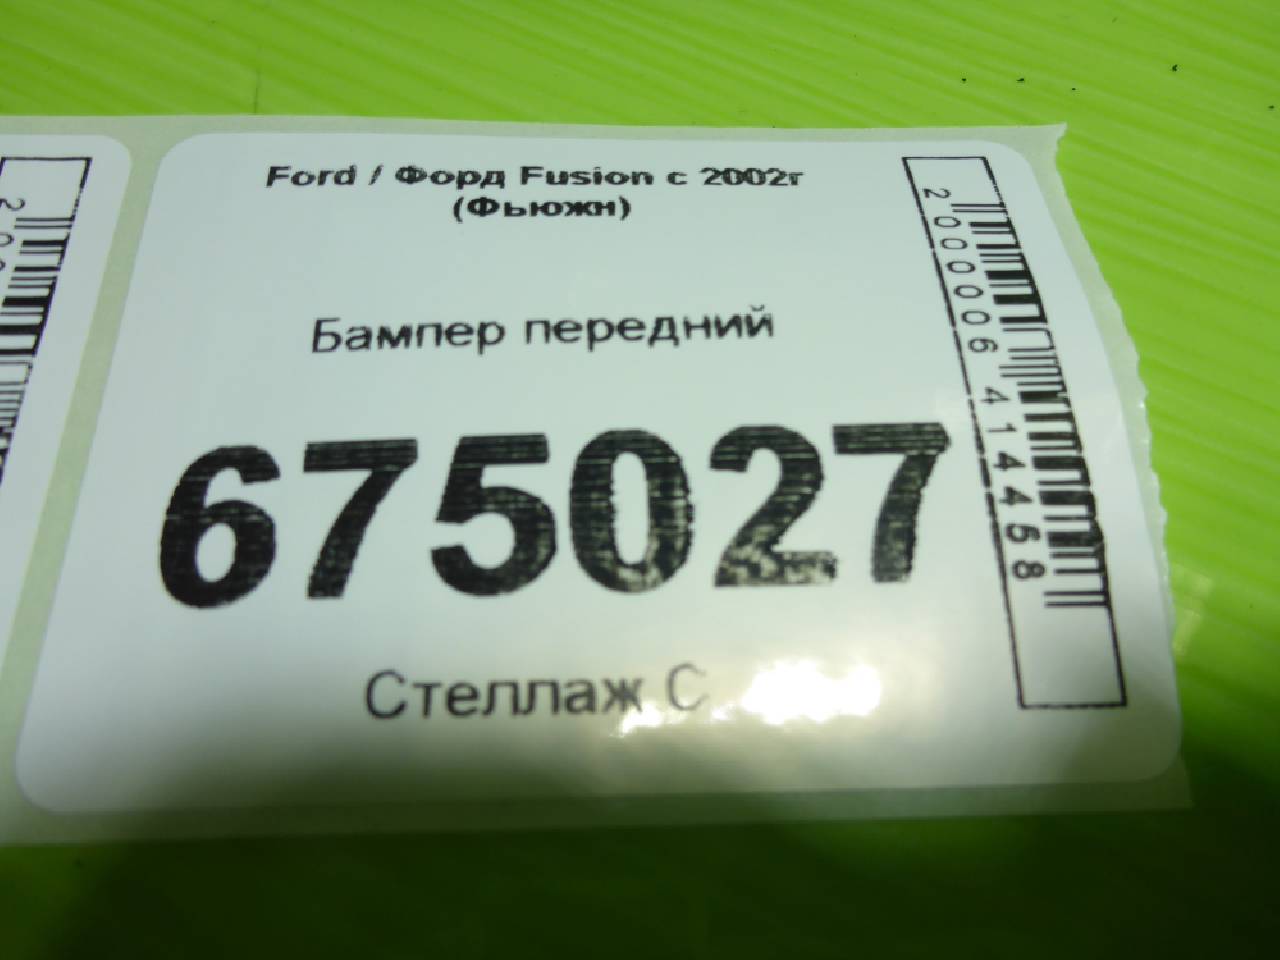 Ford / Форд Fusion с 2002г
(Фьюжн)
Бампер передний
675027
Стеллаж С
2000006414458